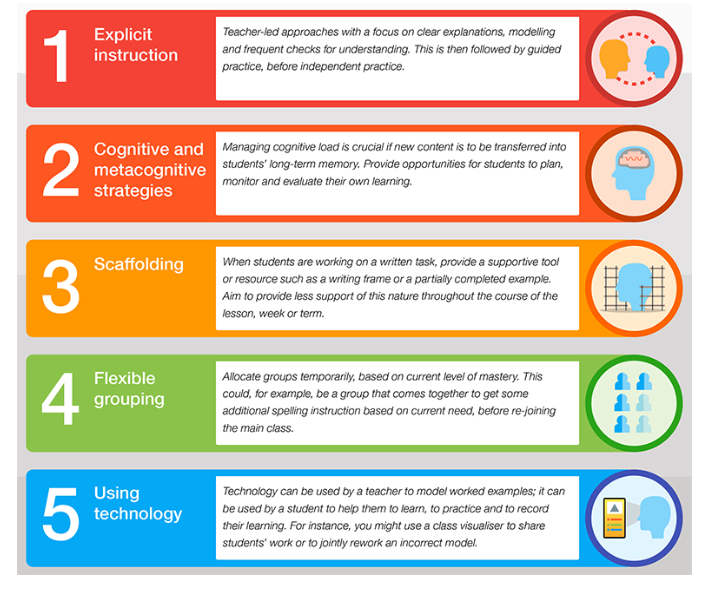 1
Explicit
instruction
Teacher-led approaches with a focus on clear explanations, modelling
and frequent checks for understanding. This is then followed by guided
practice, before independent practice.
2
Cognitive and
metacognitive
strategies
Managing cognitive load is crucial if new content is to be transferred into
students' long-term memory. Provide opportunities for students to plan,
monitor and evaluate their own learning.
3
Scaffolding
When students are working on a written task, provide a supportive tool
or resource such as a writing frame or a partially completed example.
Aim to provide less support of this nature throughout the course of the
lesson, week or term.
4
Flexible
grouping
Allocate groups temporarily, based on current level of mastery. This
could, for example, be a group that comes together to get some
additional spelling instruction based on current need, before re-joining
the main class.
5
Using
technology
Technology can be used by a teacher to model worked examples; it can
be used by a student to help them to learn, to practice and to record
their learning. For instance, you might use a class visualiser to share
students' work or to jointly rework an incorrect model.